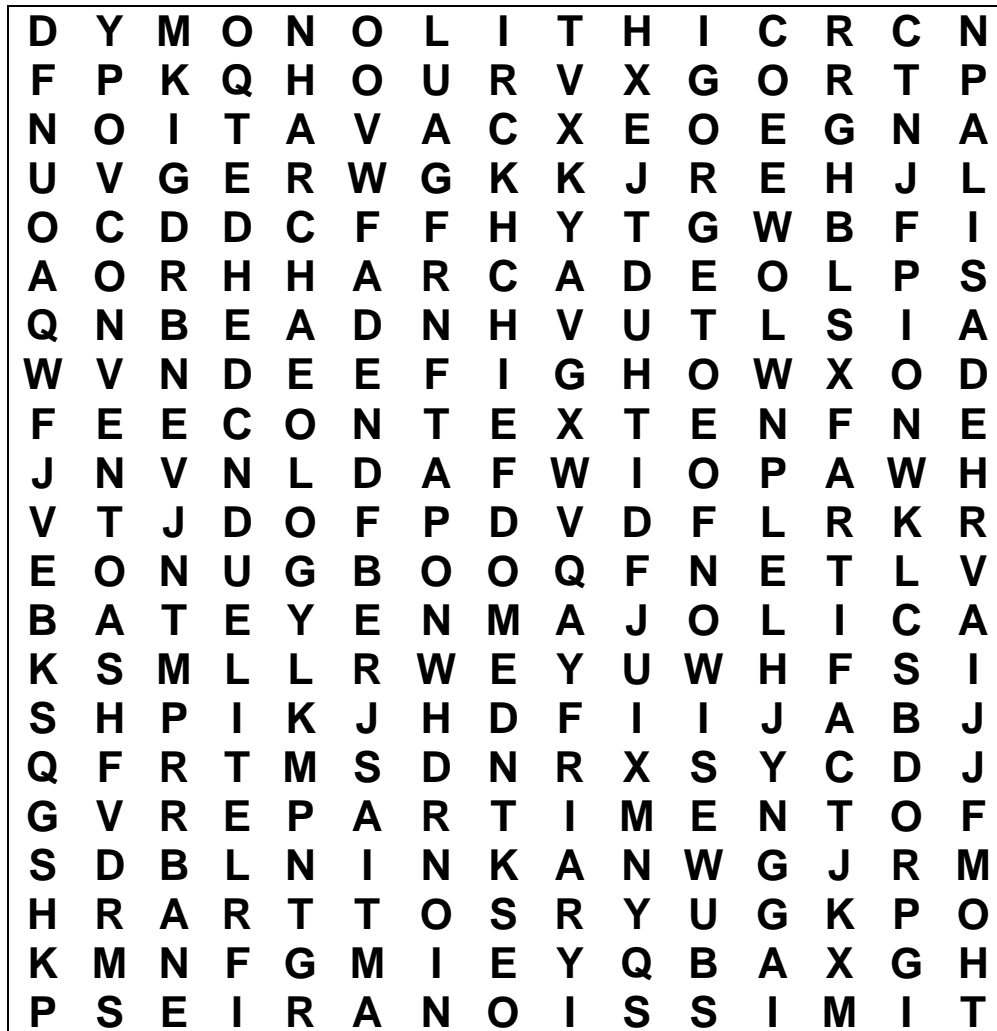 D Y M O N O L I T H I C R C N
F P K Q H O U R V X G O R T P
N O I T A V A C X E O E G N A
U V G E R W G K K J R E H J L
O C D D C F F H Y T G W B F I
A O R H H A R C A D E O L P S
Q N B E A D N H V U T L S I A
W V N D E E F I G H O W X O D
F E E C O N T E X T E N F N E
J N V N L D A F W I O P A W H
V T J D O F P D V D F L R K R
E O N U G B O O Q F N E T L V
B A T E Y E N M A J O L I C A
K S M L L R W E Y U W H F S I
S H P I K J H D F I I J A B J
Q F R T M S D N R X S Y C D J
G V R E P A R T I M E N T O F
S D B L N I N K A N W G J R M
H R A R T T O S R Y U G K P O
K M N F G M I E Y Q B A X G H
P S E I R A N O I S S I M I T